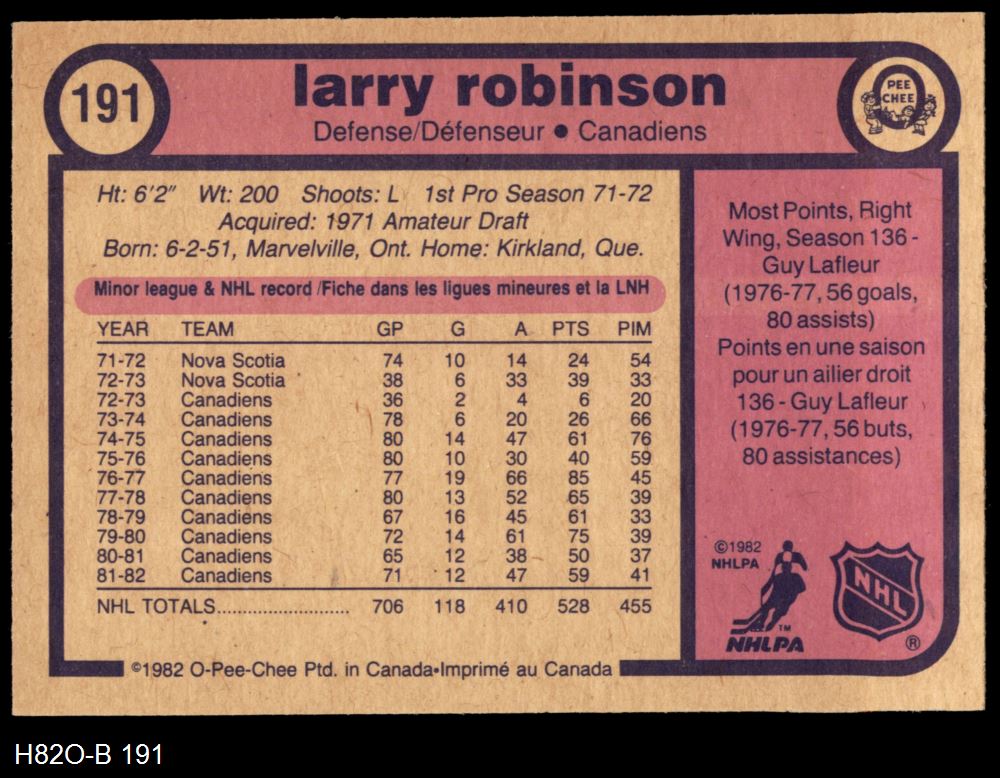 191
larry robinson
Defense/Défenseur • Canadiens
O
PEE
CHEE
Ht: 6'2" Wt: 200 Shoots: L 1st Pro Season 71-72
Acquired: 1971 Amateur Draft
Born: 6-2-51, Marvelville, Ont. Home: Kirkland, Que.
Minor league & NHL record /Fiche dans les ligues mineures et la LNH
YEAR TEAM GP G A PTS PIM
71-72 Nova Scotia 74 10 14 24 54
72-73 Nova Scotia 38 6 33 39 33
72-73 Canadiens 36 2 4 6 20
73-74 Canadiens 78 6 20 26 66
74-75 Canadiens 80 14 47 61 76
75-76 Canadiens 80 10 30 40 59
76-77 Canadiens 77 19 66 85 45
77-78 Canadiens 80 13 52 65 39
78-79 Canadiens 67 16 45 61 33
79-80 Canadiens 72 14 61 75 39
80-81 Canadiens 65 12 38 50 37
81-82 Canadiens 71 12 47 59 41
NHL TOTALS............................ 706 118 410 528 455
Most Points, Right
Wing, Season 136 -
Guy Lafleur
(1976-77, 56 goals,
80 assists)
Points en une saison
pour un ailier droit
136 - Guy Lafleur
(1976-77, 56 buts,
80 assistances)
©1982
NHLPA
TM
NHLPA
NHL
®
©1982 O-Pee-Chee Ptd. in Canada•Imprimé au Canada
H82O-B 191